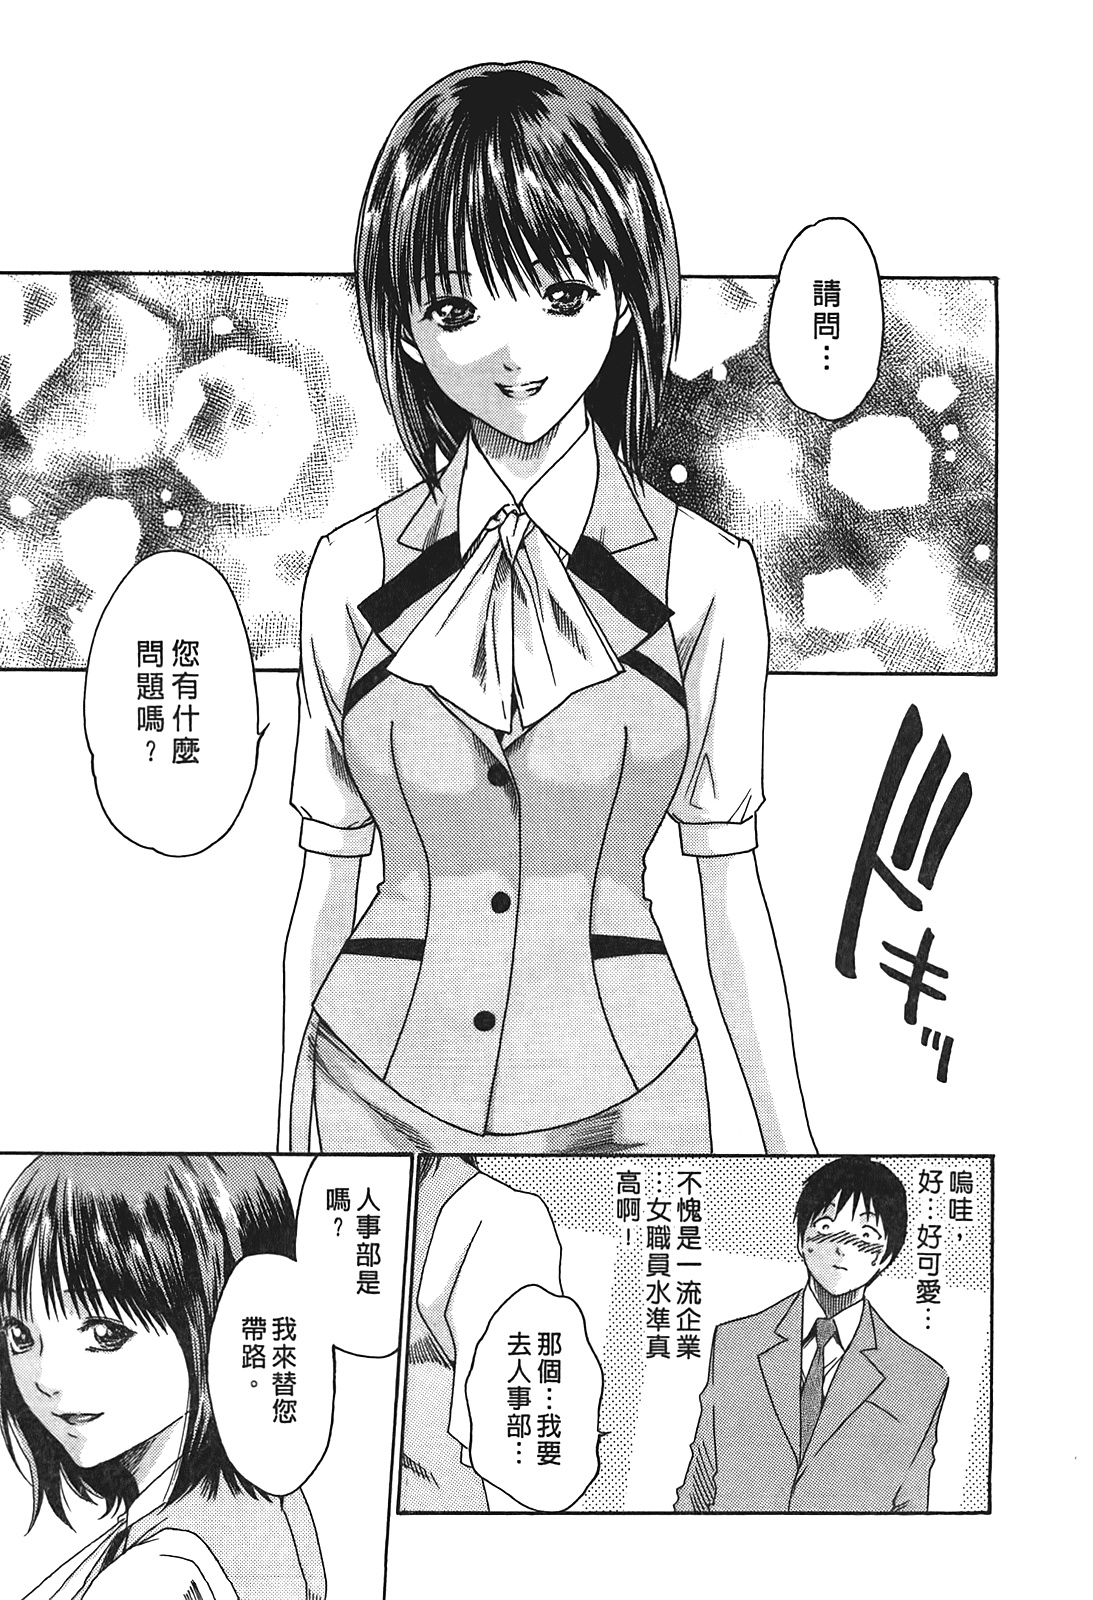 請問…
您有什麼
問題嗎？
ドキッ
嗚哇，
好…好可愛…
不愧是一流企業
…女職員水準真
高啊！
那個…我要
去人事部…
人事部是
嗎？
我來替您
帶路。